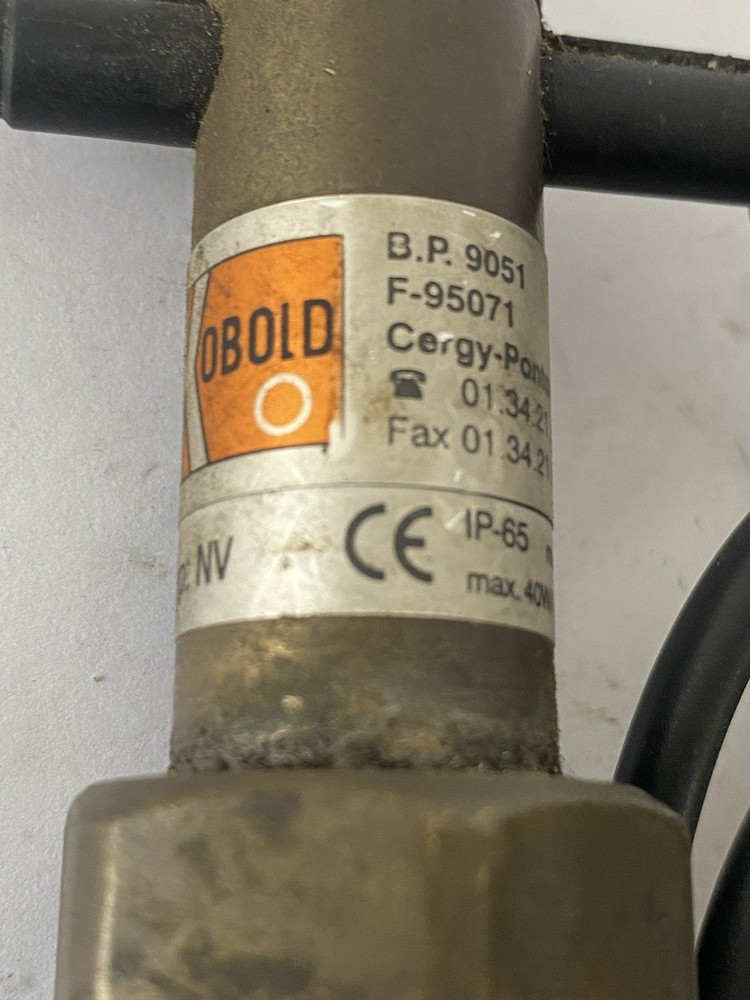 OBOLD
B.P. 9051
F-95071
Cergy-Pont
☎ 01.34.21
Fax 01.34.21
: NV
CE
IP-65
max. 40W